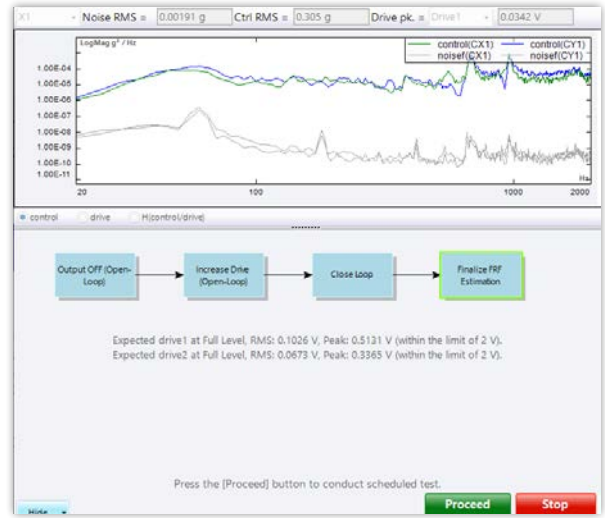 X1 Noise RMS = 0.00191 g Ctrl RMS = 0.305 g Drive pk. = Drive1 0.0342 V
LogMag g² / Hz
control(CX1) control(CY1)
noisef(CX1) noisef(CY1)
1.00E-04
1.00E-05
1.00E-06
1.00E-07
1.00E-08
1.00E-09
1.00E-10
1.00E-11
Hz
20 100 1000 2000
control drive H(control/drive)
Output OFF (Open-
Loop)
Increase Drive
(Open-Loop)
Close Loop
Finalize FRF
Estimation
Expected drive1 at Full Level, RMS: 0.1026 V, Peak: 0.5131 V (within the limit of 2 V).
Expected drive2 at Full Level, RMS: 0.0673 V, Peak: 0.3365 V (within the limit of 2 V).
Press the [Proceed] button to conduct scheduled test.
Hide Proceed Stop